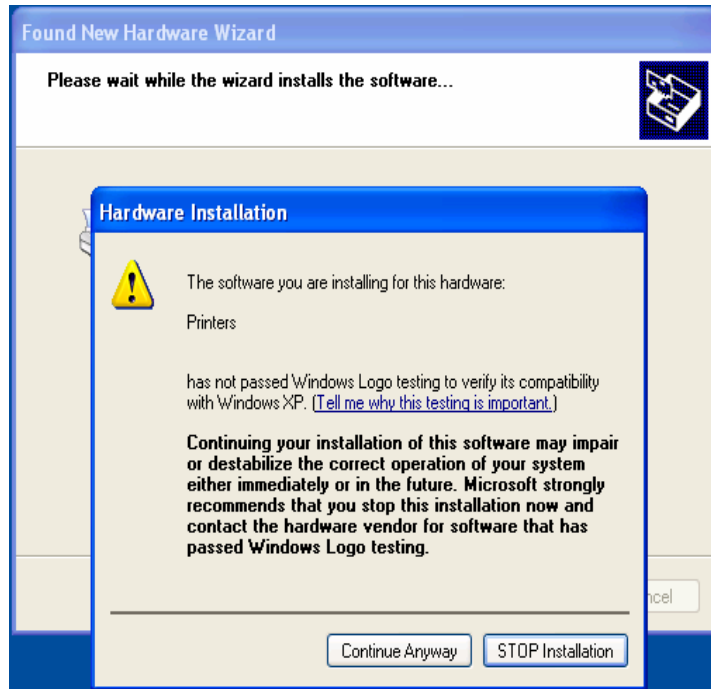 Found New Hardware Wizard
Please wait while the wizard installs the software...
Hardware Installation
The software you are installing for this hardware:
Printers
has not passed Windows Logo testing to verify its compatibility
with Windows XP. (Tell me why this testing is important.)
Continuing your installation of this software may impair
or destabilize the correct operation of your system
either immediately or in the future. Microsoft strongly
recommends that you stop this installation now and
contact the hardware vendor for software that has
passed Windows Logo testing.
ncel
Continue Anyway
STOP Installation